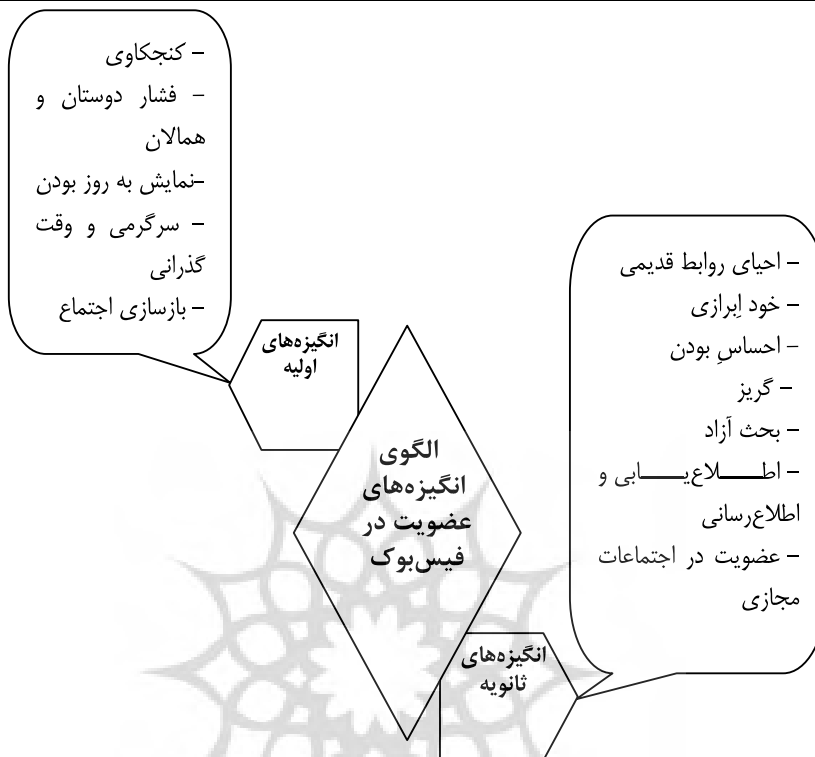 - کنجکاوی
- فشار دوستان و
همالان
-نمایش به روز بودن
- سرگرمی و وقت
گذرانی
- بازسازی اجتماع
انگیزه‌های
اولیه
الگوی
انگیزه‌های
عضویت در
فیس‌بوک
- احیای روابط قدیمی
- خود اِبرازی
- احساسِ بودن
- گریز
- بحث آزاد
- اطـــــلاع‌یـــــابی و
اطلاع‌رسانی
- عضویت در اجتماعات
مجازی
انگیزه‌های
ثانویه